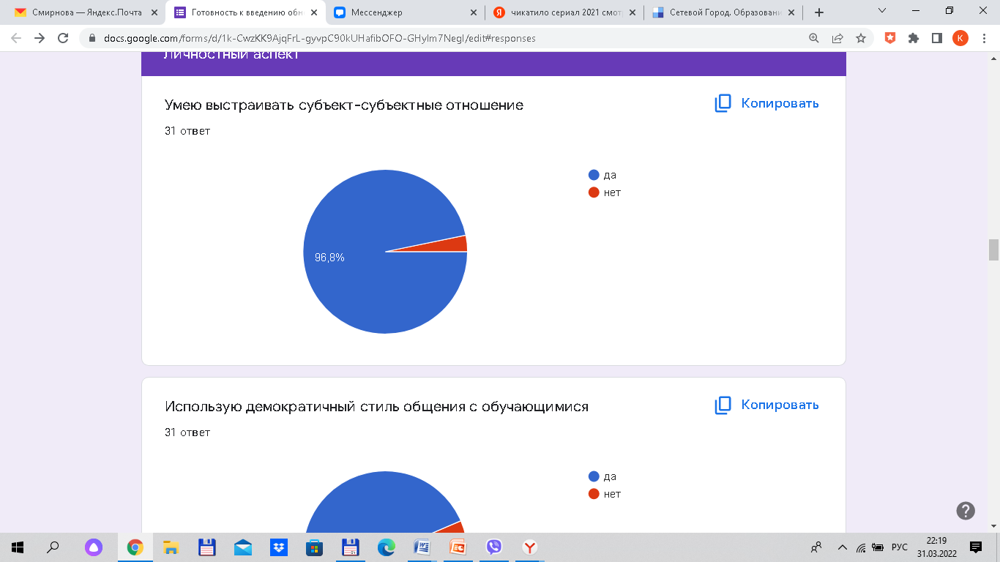 Смирнова — Яндекс.Почта
Готовность к введению обн
Мессенджер
чикатило сериал 2021 смот
Сетевой Город. Образовани
docs.google.com/forms/d/1k-CwzKK9AjqFrL-gyvpC90kUHafibOFO-GHylm7NegI/edit#responses
К
Личностный аспект
Умею выстраивать субъект-субъектные отношение
Копировать
31 ответ
да
нет
96,8%
Использую демократичный стиль общения с обучающимися
Копировать
31 ответ
да
нет
22:19
РУС
31.03.2022